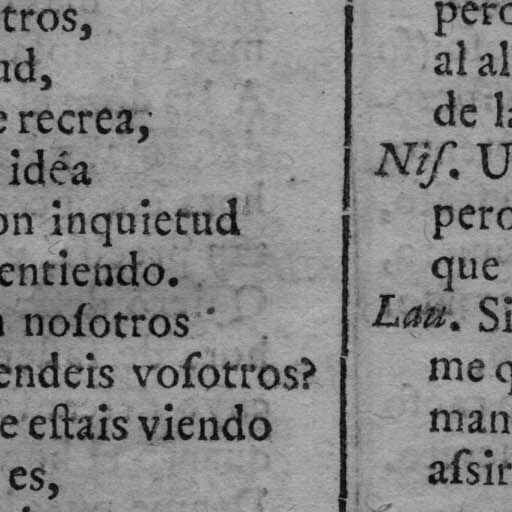 tros,
ud,
e recrea,
idéa
on inquietud
entiendo.
noſotros
endeis voſotros?
e eſtais viendo
es,
pero
al al
de la
Niſ. U
pero
que
Lau. Si
me q
man
aſsir